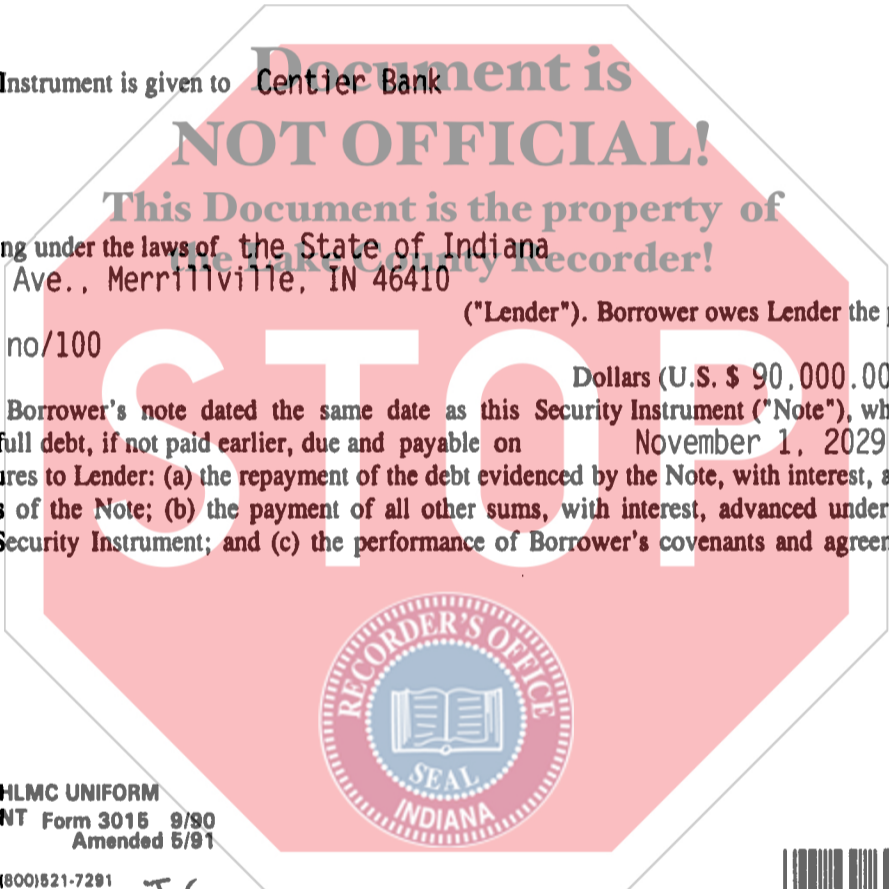 Document is
Instrument is given to Centier Bank
NOT OFFICIAL!
This Document is the property of
ng under the laws of the State of Indiana
the Lake County Recorder!
Ave., Merrillville, IN 46410
("Lender"). Borrower owes Lender the
no/100
STOP
Dollars (U.S. $ 90,000.00
Borrower's note dated the same date as this Security Instrument ("Note"), wh
full debt, if not paid earlier, due and payable on November 1, 2029
ures to Lender: (a) the repayment of the debt evidenced by the Note, with interest, a
s of the Note; (b) the payment of all other sums, with interest, advanced under
Security Instrument; and (c) the performance of Borrower's covenants and agreem
RECORDER'S OFFICE
SEAL
INDIANA
HLMC UNIFORM
NT Form 3015 9/90
Amended 5/91
(800)521-7291